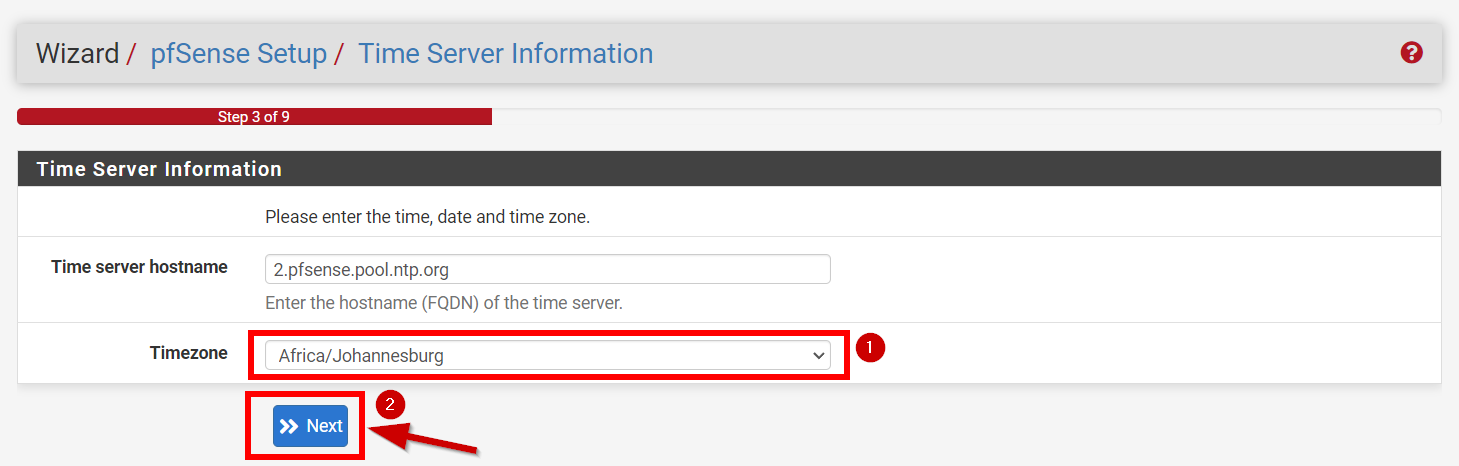 Wizard / pfSense Setup / Time Server Information
?
Step 3 of 9
Time Server Information
Please enter the time, date and time zone.
Time server hostname
2.pfsense.pool.ntp.org
Enter the hostname (FQDN) of the time server.
Timezone
Africa/Johannesburg
1
Next
2